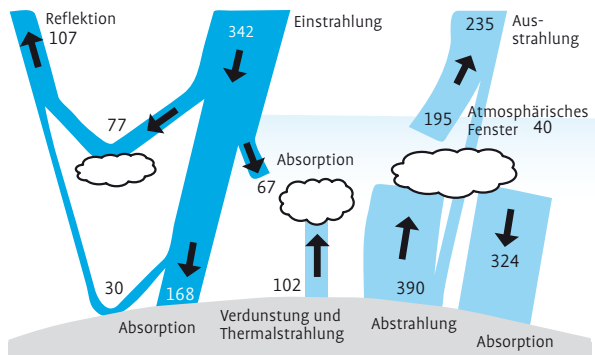 Reflektion
107
342
Einstrahlung
235
Aus-
strahlung
77
195
Atmosphärisches
Fenster 40
Absorption
67
30
168
102
390
324
Absorption
Verdunstung und
Thermalstrahlung
Abstrahlung
Absorption